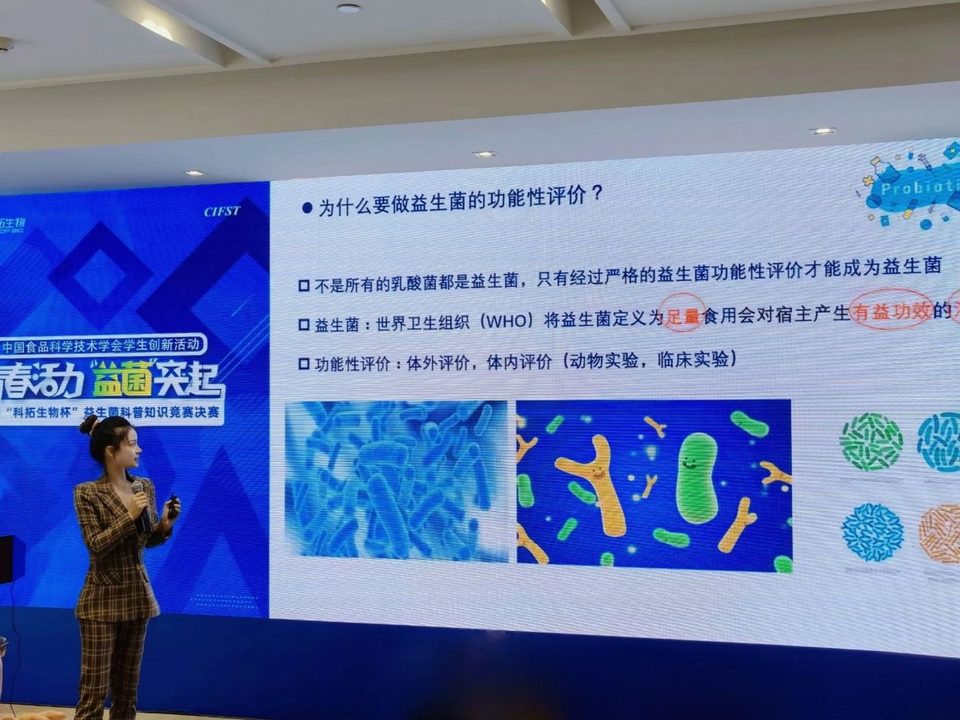 拓生物
CIFST
中国食品科学技术学会学生创新活动
春活力 "益菌"突起
"科拓生物杯"益生菌科普知识竞赛决赛
● 为什么要做益生菌的功能性评价？
Probioti
不是所有的乳酸菌都是益生菌，只有经过严格的益生菌功能性评价才能成为益生菌
益生菌：世界卫生组织（WHO）将益生菌定义为足量食用会对宿主产生有益功效的
功能性评价：体外评价，体内评价（动物实验，临床实验）